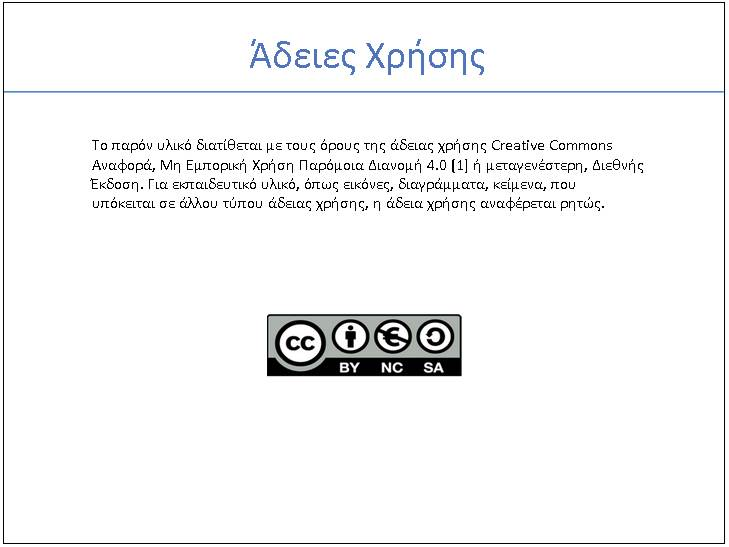 Άδειες Χρήσης
Το παρόν υλικό διατίθεται με τους όρους της άδειας χρήσης Creative Commons
Αναφορά, Μη Εμπορική Χρήση Παρόμοια Διανομή 4.0 [1] ή μεταγενέστερη, Διεθνής
Έκδοση. Για εκπαιδευτικό υλικό, όπως εικόνες, διαγράμματα, κείμενα, που
υπόκειται σε άλλου τύπου άδειας χρήσης, η άδεια χρήσης αναφέρεται ρητώς.
cc
BY NC SA